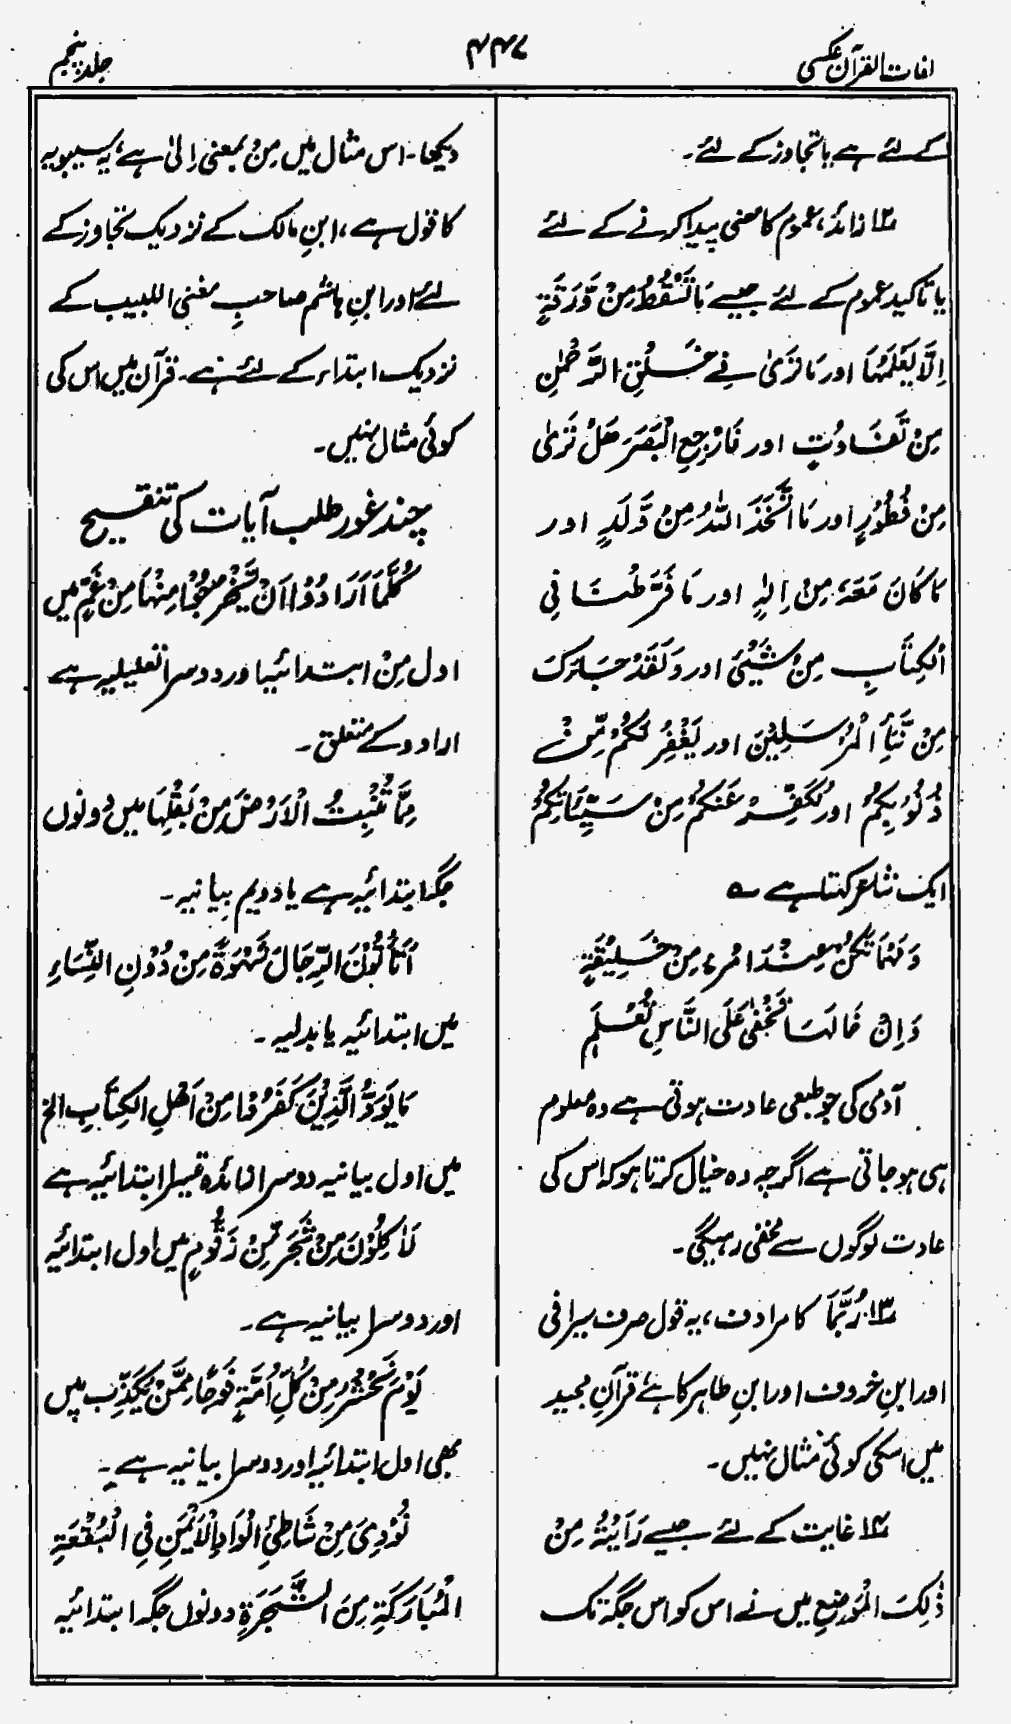 لغات القرآن عکسی
۴۴۷
جلد پنجم
کے لئے ہے یا تجاوز کے لئے۔
۱۲؎ زائد، عموم کا معنی پیدا کرنے کے لئے
یا تاکید عموم کے لئے جیسے مَا تَسْقُطُ مِنْ وَّرَقَةٍ
اِلَّا یَعْلَمُهَا اور مَا تَرٰی فِیْ خَلْقِ الرَّحْمٰنِ
مِنْ تَفَاوُتٍ اور فَارْجِعِ الْبَصَرَ هَلْ تَرٰی
مِنْ فُطُوْرٍ اور مَا اتَّخَذَ اللهُ مِنْ وَّلَدٍ اور
مَا کَانَ مَعَهٗ مِنْ اِلٰهٍ اور مَا فَرَّطْنَا فِی
الْکِتٰبِ مِنْ شَیْئٍ اور وَلَقَدْ جَاءَکَ
مِنْ نَّبَاِ الْمُرْسَلِیْنَ اور یَغْفِرْ لَکُمْ مِّنْ
ذُنُوْبِکُمْ اور نُکَفِّرْ عَنْکُمْ مِنْ سَیِّئَاتِکُمْ
ایک شاعر کہتا ہے ؎
وَمَهْمَا تَکُنْ عِنْدَ امْرِءٍ مِنْ خَلِیْقَةٍ
وَاِنْ خَالَهَا تَخْفٰی عَلَی النَّاسِ تُعْلَمِ
آدمی کی جو طبعی عادت ہوتی ہے وہ معلوم
ہی ہو جاتی ہے اگرچہ وہ خیال کرتا ہو کہ اس کی
عادت لوگوں سے مخفی رہیگی۔
۱۳؎ رُبَّمَا کا مرادف، یہ قول صرف سیرافی
اور ابنِ خروف اور ابنِ طاہر کا ہے قرآنِ مجید
میں اسکی کوئی مثال نہیں۔
۱۴؎ غایت کے لئے جیسے رَاَیْتُهٗ مِنْ
ذٰلِکَ الْمَوْضِعِ میں نے اس کو اس جگہ تک
دیکھا۔ اس مثال میں مِنْ بمعنی اِلٰی ہے، یہ سیبویہ
کا قول ہے، ابنِ مالک کے نزدیک تجاوز کے
لئے اور ابنِ ہاشم صاحبِ مغنی اللبیب کے
نزدیک ابتداء کے لئے ہے۔ قرآن میں اس کی
کوئی مثال نہیں۔
چند غور طلب آیات کی تنقیح
کُلَّمَا اَرَادُوْا اَنْ یَّخْرُجُوْا مِنْهَا مِنْ غَمٍّ میں
اول مِنْ ابتدائیہ اور دوسرا تعلیلیہ ہے
ارادو کے متعلق۔
مِمَّا تُنْبِتُ الْاَرْضُ مِنْ بَقْلِهَا میں دونوں
جگہ ابتدائیہ ہے یا دویم بیانیہ۔
اَتَأْتُوْنَ الرِّجَالَ شَهْوَةً مِنْ دُوْنِ النِّسَاءِ
میں ابتدائیہ یا بدلیہ۔
مَا یَوَدُّ الَّذِیْنَ کَفَرُوْا مِنْ اَهْلِ الْکِتٰبِ الخ
میں اول بیانیہ دوسرا زائدہ تیسرا ابتدائیہ ہے
لَاٰکِلُوْنَ مِنْ شَجَرٍ مِّنْ زَقُّوْمٍ میں اول ابتدائیہ
اور دوسرا بیانیہ ہے۔
یَوْمَ نَحْشُرُ مِنْ کُلِّ اُمَّةٍ فَوْجًا مِمَّنْ یُکَذِّبُ میں
بھی اول ابتدائیہ اور دوسرا بیانیہ ہے۔
نُوْدِیَ مِنْ شَاطِئِ الْوَادِ الْاَیْمَنِ فِی الْبُقْعَةِ
الْمُبَارَکَةِ مِنَ الشَّجَرَةِ دونوں جگہ ابتدائیہ